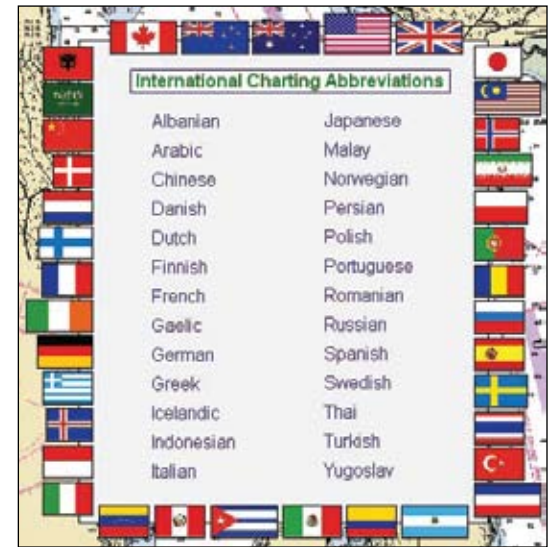 International Charting Abbreviations
Albanian
Arabic
Chinese
Danish
Dutch
Finnish
French
Gaelic
German
Greek
Icelandic
Indonesian
Italian
Japanese
Malay
Norwegian
Persian
Polish
Portuguese
Romanian
Russian
Spanish
Swedish
Thai
Turkish
Yugoslav